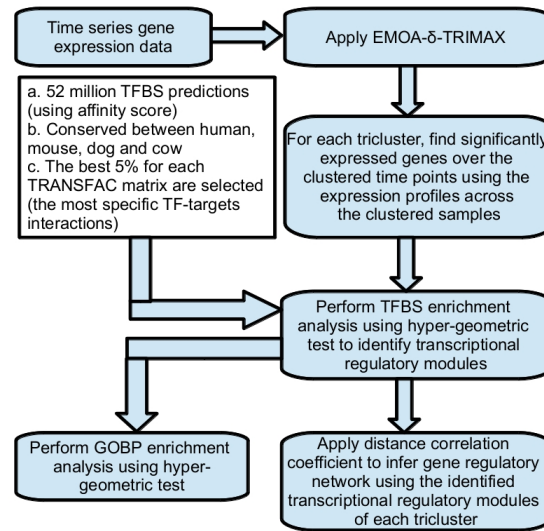 Time series gene
expression data
Apply EMOA-δ-TRIMAX
a. 52 million TFBS predictions
(using affinity score)
b. Conserved between human,
mouse, dog and cow
c. The best 5% for each
TRANSFAC matrix are selected
(the most specific TF-targets
interactions)
For each tricluster, find significantly
expressed genes over the
clustered time points using the
expression profiles across
the clustered samples
Perform TFBS enrichment
analysis using hyper-geometric
test to identify transcriptional
regulatory modules
Perform GOBP enrichment
analysis using hyper-
geometric test
Apply distance correlation
coefficient to infer gene regulatory
network using the identified
transcriptional regulatory modules
of each tricluster